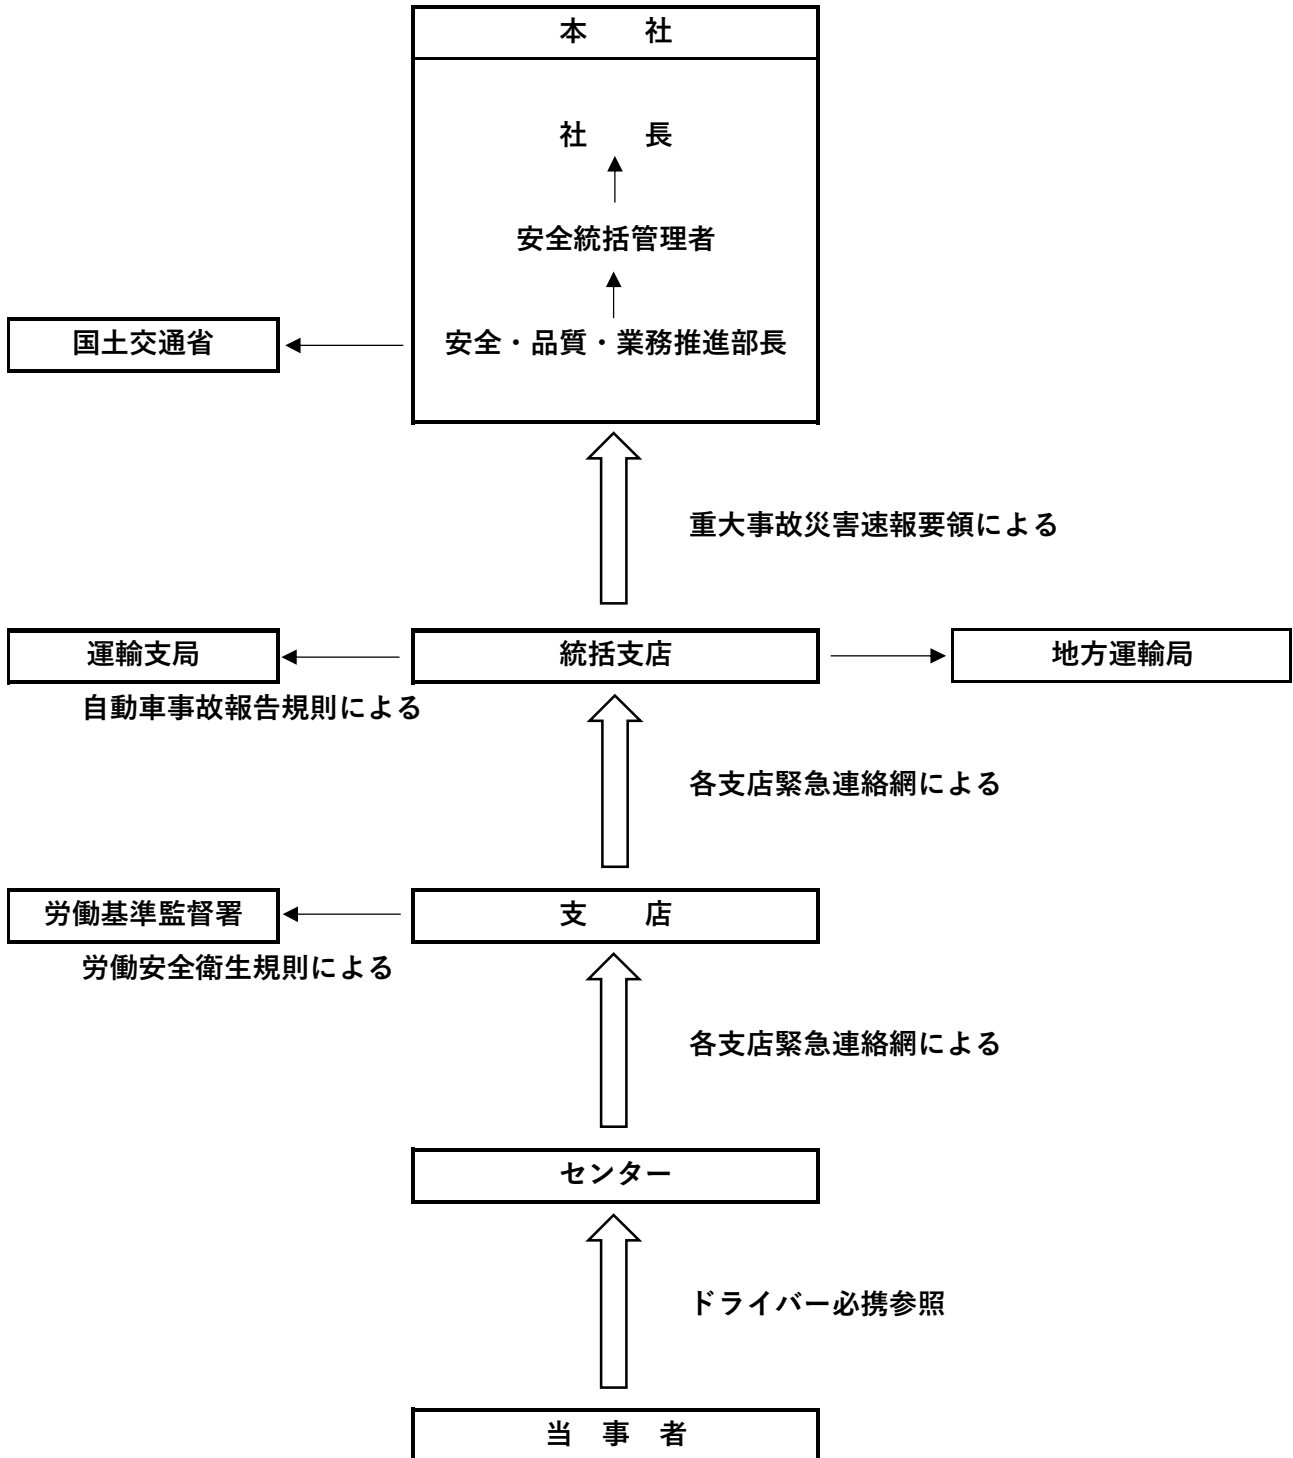 本　　社
社　　長
安全統括管理者
国土交通省
安全・品質・業務推進部長
重大事故災害速報要領による
運輸支局
統括支店
地方運輸局
自動車事故報告規則による
各支店緊急連絡網による
労働基準監督署
支　　店
労働安全衛生規則による
各支店緊急連絡網による
センター
ドライバー必携参照
当　事　者